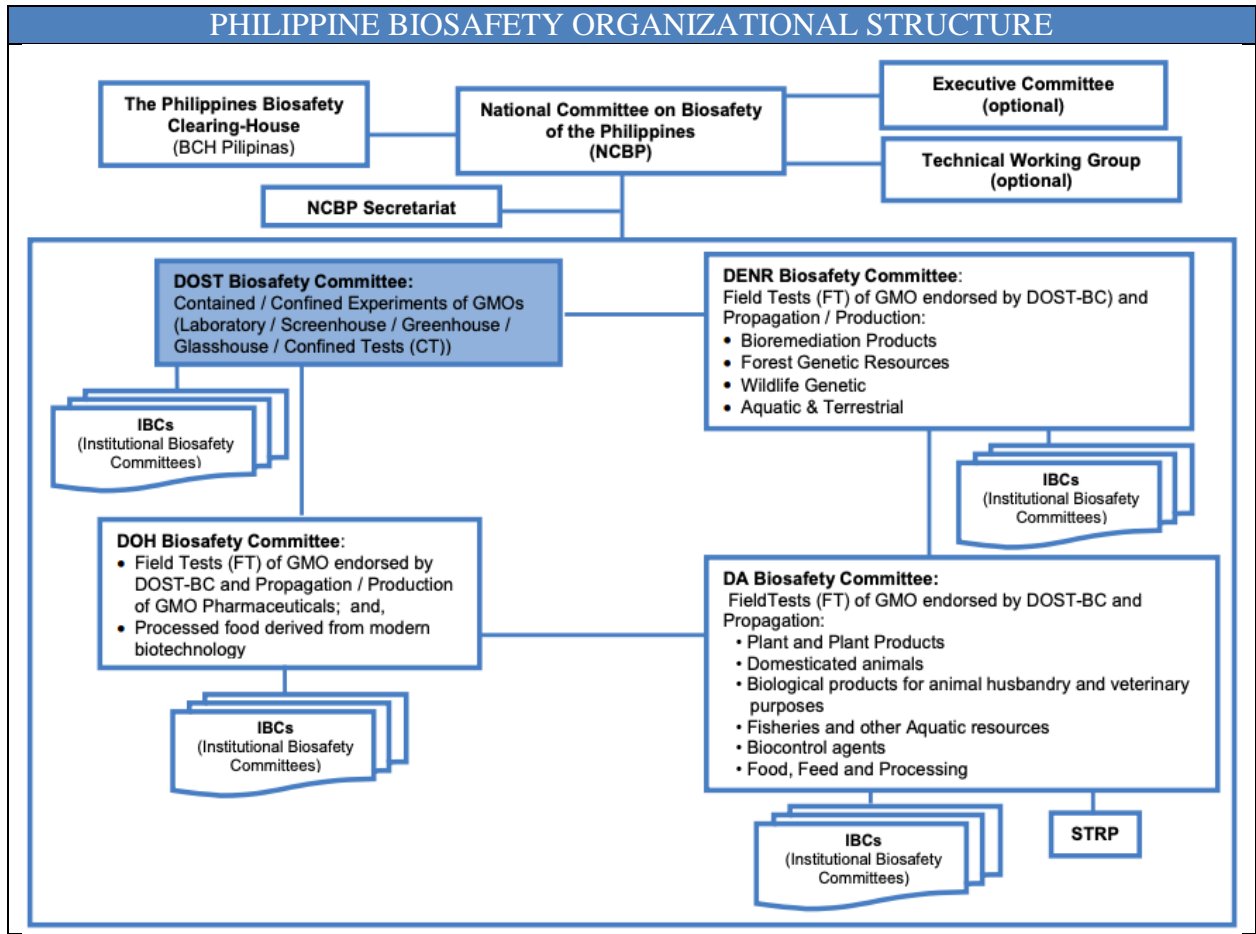 PHILIPPINE BIOSAFETY ORGANIZATIONAL STRUCTURE
The Philippines Biosafety
Clearing-House
(BCH Pilipinas)
National Committee on Biosafety
of the Philippines
(NCBP)
Executive Committee
(optional)
Technical Working Group
(optional)
NCBP Secretariat
DOST Biosafety Committee:
Contained / Confined Experiments of GMOs
(Laboratory / Screenhouse / Greenhouse /
Glasshouse / Confined Tests (CT))
DENR Biosafety Committee:
Field Tests (FT) of GMO endorsed by DOST-BC) and
Propagation / Production:
• Bioremediation Products
• Forest Genetic Resources
• Wildlife Genetic
• Aquatic & Terrestrial
IBCs
(Institutional Biosafety
Committees)
IBCs
(Institutional Biosafety
Committees)
DOH Biosafety Committee:
• Field Tests (FT) of GMO endorsed by
DOST-BC and Propagation / Production
of GMO Pharmaceuticals; and,
• Processed food derived from modern
biotechnology
DA Biosafety Committee:
FieldTests (FT) of GMO endorsed by DOST-BC and
Propagation:
• Plant and Plant Products
• Domesticated animals
• Biological products for animal husbandry and veterinary
purposes
• Fisheries and other Aquatic resources
• Biocontrol agents
• Food, Feed and Processing
IBCs
(Institutional Biosafety
Committees)
IBCs
(Institutional Biosafety
Committees)
STRP